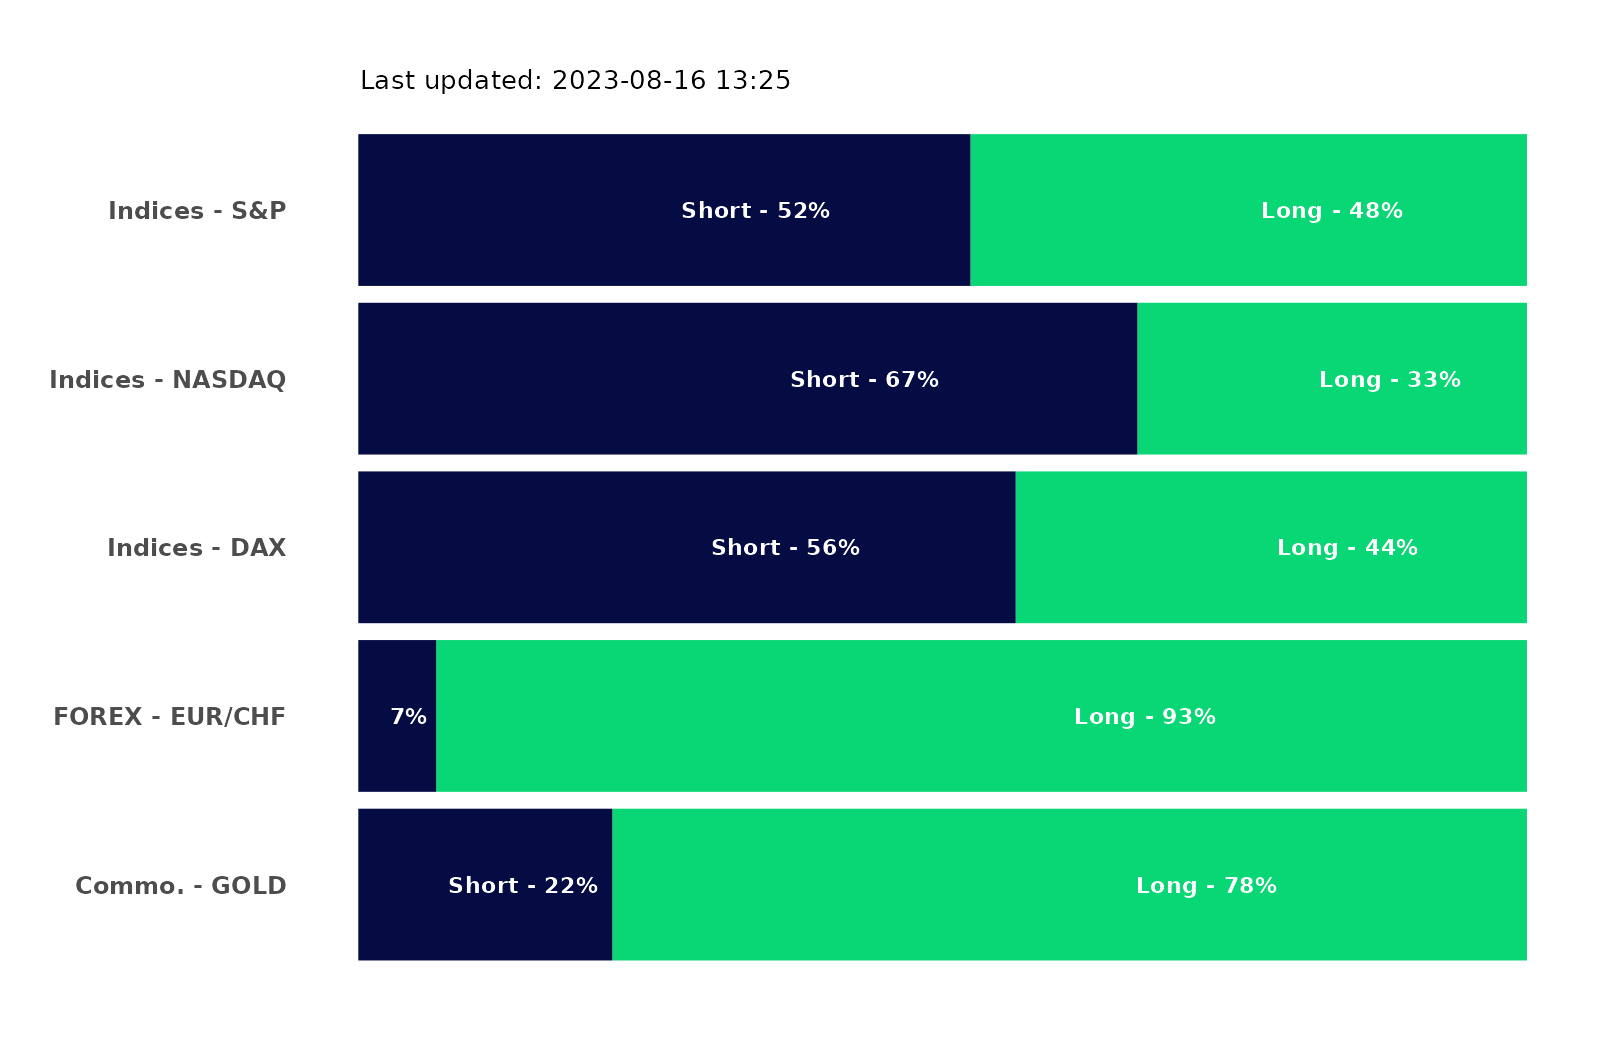 Last updated: 2023-08-16 13:25
Indices - S&P Short - 52% Long - 48%
Indices - NASDAQ Short - 67% Long - 33%
Indices - DAX Short - 56% Long - 44%
FOREX - EUR/CHF 7% Long - 93%
Commo. - GOLD Short - 22% Long - 78%